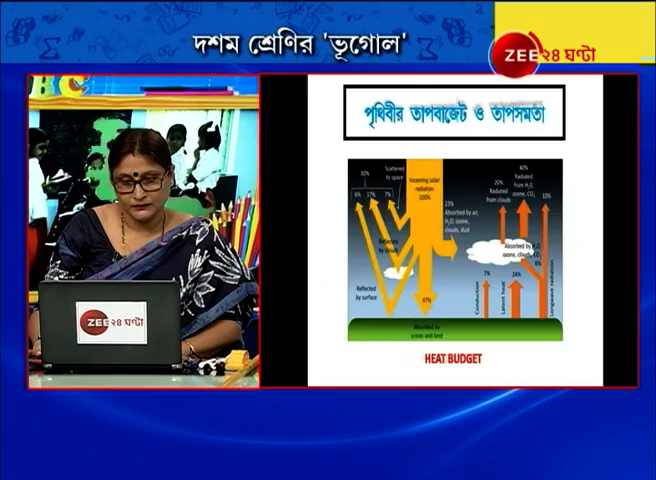 দশম শ্রেণির 'ভূগোল'
ZEE ২৪ ঘণ্টা
BC
পৃথিবীর তাপবাজেট ও তাপসমতা
Scattered
to space
30%
6% 17% 7%
Incoming solar
radiation
100%
23%
Absorbed by air,
H₂O, ozone,
clouds, dust
Reflected
by clouds
Reflected
by surface
47%
Absorbed by
ozons and land
40%
Radiated
from H₂O,
ozone, CO₂
20%
Radiated
from clouds
10%
Absorbed by H₂O,
ozone, clouds, CO₂
6%
7%
24%
Conduction
Latent heat
Longwave radiation
HEAT BUDGET
ZEE ২৪ ঘণ্টা